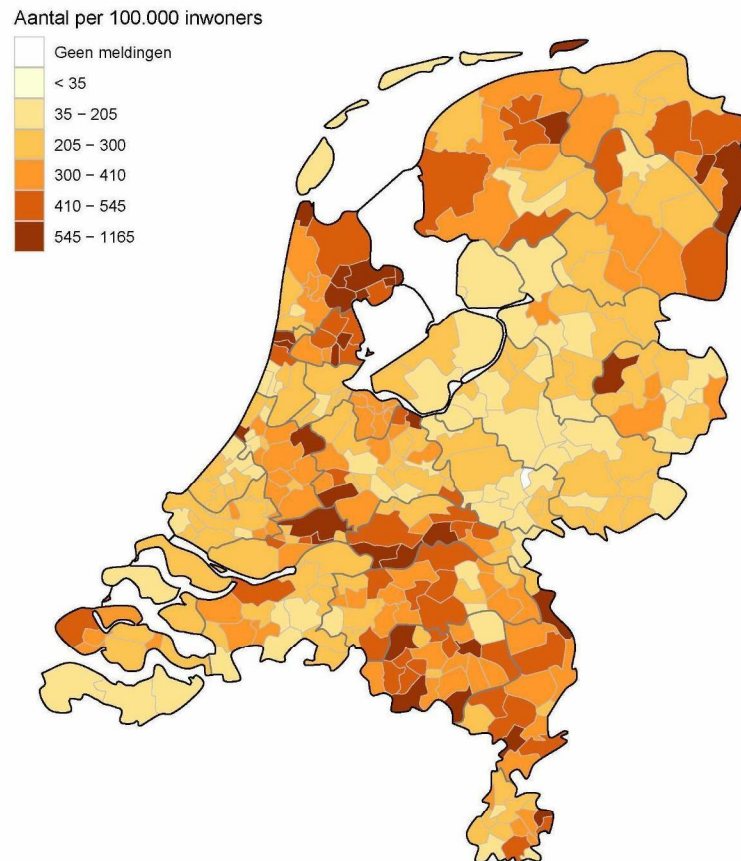 Aantal per 100.000 inwoners
Geen meldingen
< 35
35 − 205
205 − 300
300 − 410
410 − 545
545 − 1165